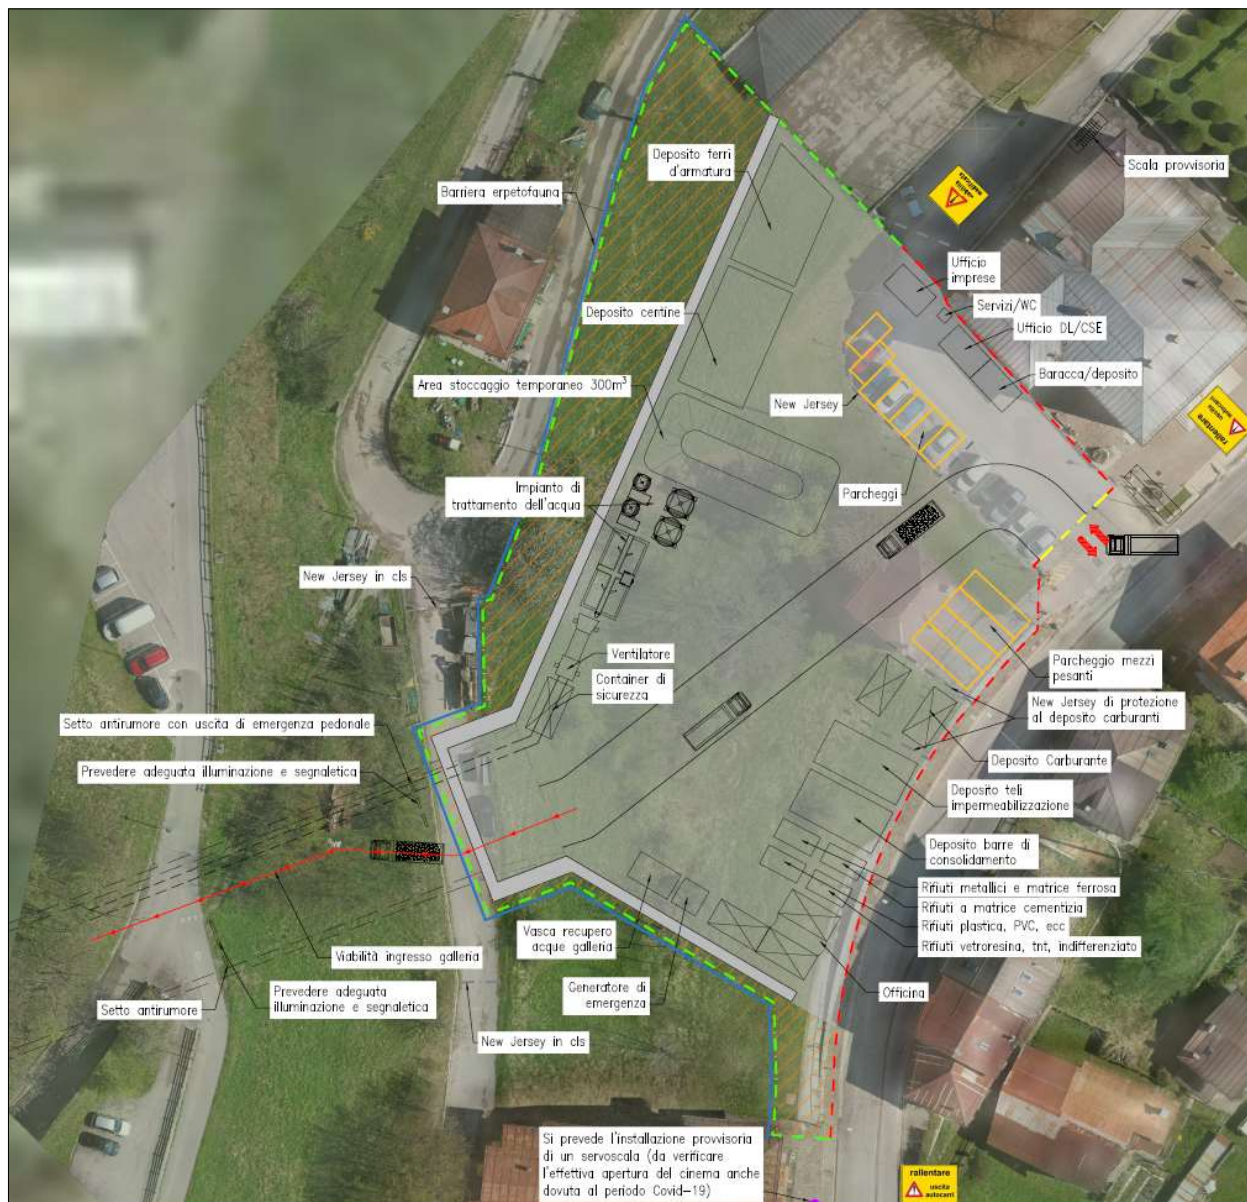 Deposito ferri
d'armatura
Scala provvisoria
Barriera erpetofauna
viabilità
modificata
Ufficio
imprese
Servizi/WC
Deposito centine
Ufficio DL/CSE
Baracca/deposito
Area stoccaggio temporaneo 300m³
New Jersey
rallentare
uscita
autocarri
Impianto di
trattamento dell'acqua
Parcheggi
New Jersey in cls
Ventilatore
Container di
sicurezza
Parcheggio mezzi
pesanti
Setto antirumore con uscita di emergenza pedonale
New Jersey di protezione
al deposito carburanti
Deposito Carburante
Prevedere adeguata illuminazione e segnaletica
Deposito teli
impermeabilizzazione
Deposito barre di
consolidamento
Rifiuti metallici e matrice ferrosa
Rifiuti a matrice cementizia
Rifiuti plastica, PVC, ecc
Rifiuti vetroresina, tnt, indifferenziato
Vasca recupero
acque galleria
Viabilità ingresso galleria
Generatore di
emergenza
Officina
Prevedere adeguata
illuminazione e segnaletica
Setto antirumore
New Jersey in cls
Si prevede l'installazione provvisoria
di un servoscala (da verificare
l'effettiva apertura del cinema anche
dovuta al periodo Covid-19)
rallentare
uscita
autocarri